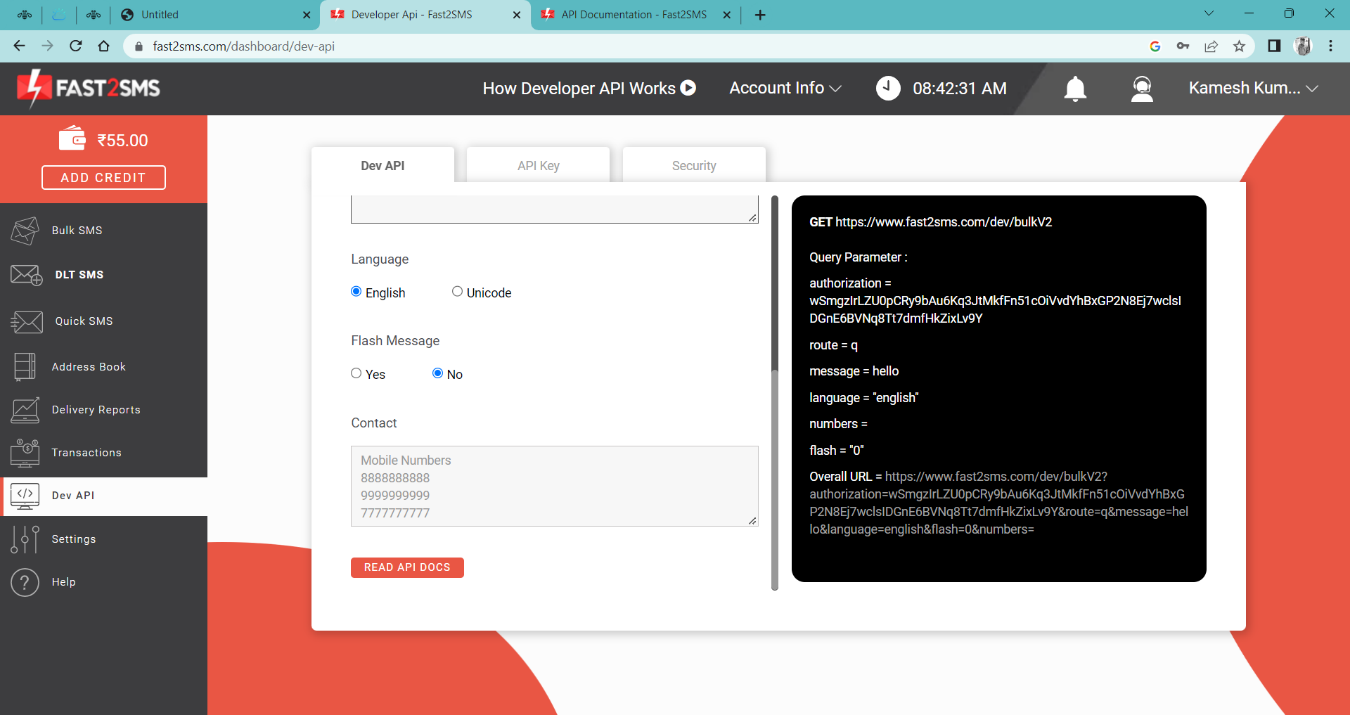 Untitled
Developer Api - Fast2SMS
API Documentation - Fast2SMS
fast2sms.com/dashboard/dev-api
FAST2SMS
How Developer API Works
Account Info
08:42:31 AM
Kamesh Kum...
₹55.00
ADD CREDIT
Bulk SMS
DLT SMS
Quick SMS
Address Book
Delivery Reports
Transactions
Dev API
Settings
Help
Dev API
API Key
Security
Language
English
Unicode
Flash Message
Yes
No
Contact
Mobile Numbers
8888888888
9999999999
7777777777
READ API DOCS
GET https://www.fast2sms.com/dev/bulkV2
Query Parameter :
authorization =
wSmgzIrLZU0pCRy9bAu6Kq3JtMkfFn51cOiVvdYhBxGP2N8Ej7wclsI
DGnE6BVNq8Tt7dmfHkZixLv9Y
route = q
message = hello
language = "english"
numbers =
flash = "0"
Overall URL = https://www.fast2sms.com/dev/bulkV2?
authorization=wSmgzIrLZU0pCRy9bAu6Kq3JtMkfFn51cOiVvdYhBxG
P2N8Ej7wclsIDGnE6BVNq8Tt7dmfHkZixLv9Y&route=q&message=hel
lo&language=english&flash=0&numbers=